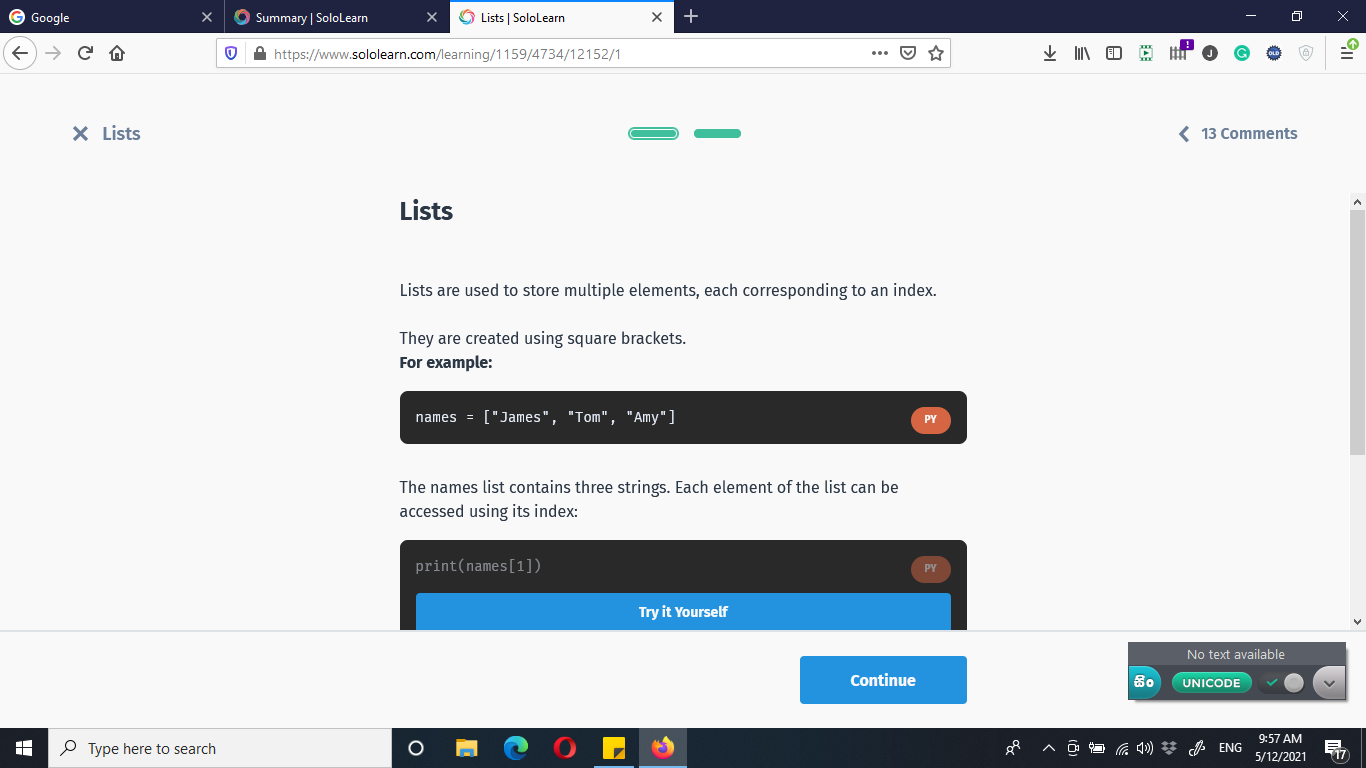 Google
Summary | SoloLearn
Lists | SoloLearn
https://www.sololearn.com/learning/1159/4734/12152/1
!
J
G
OLD
Lists
13 Comments
Lists
Lists are used to store multiple elements, each corresponding to an index.
They are created using square brackets.
For example:
names = ["James", "Tom", "Amy"]
PY
The names list contains three strings. Each element of the list can be
accessed using its index:
print(names[1])
PY
Try it Yourself
Continue
No text available
UNICODE
Type here to search
ENG
9:57 AM
5/12/2021
17